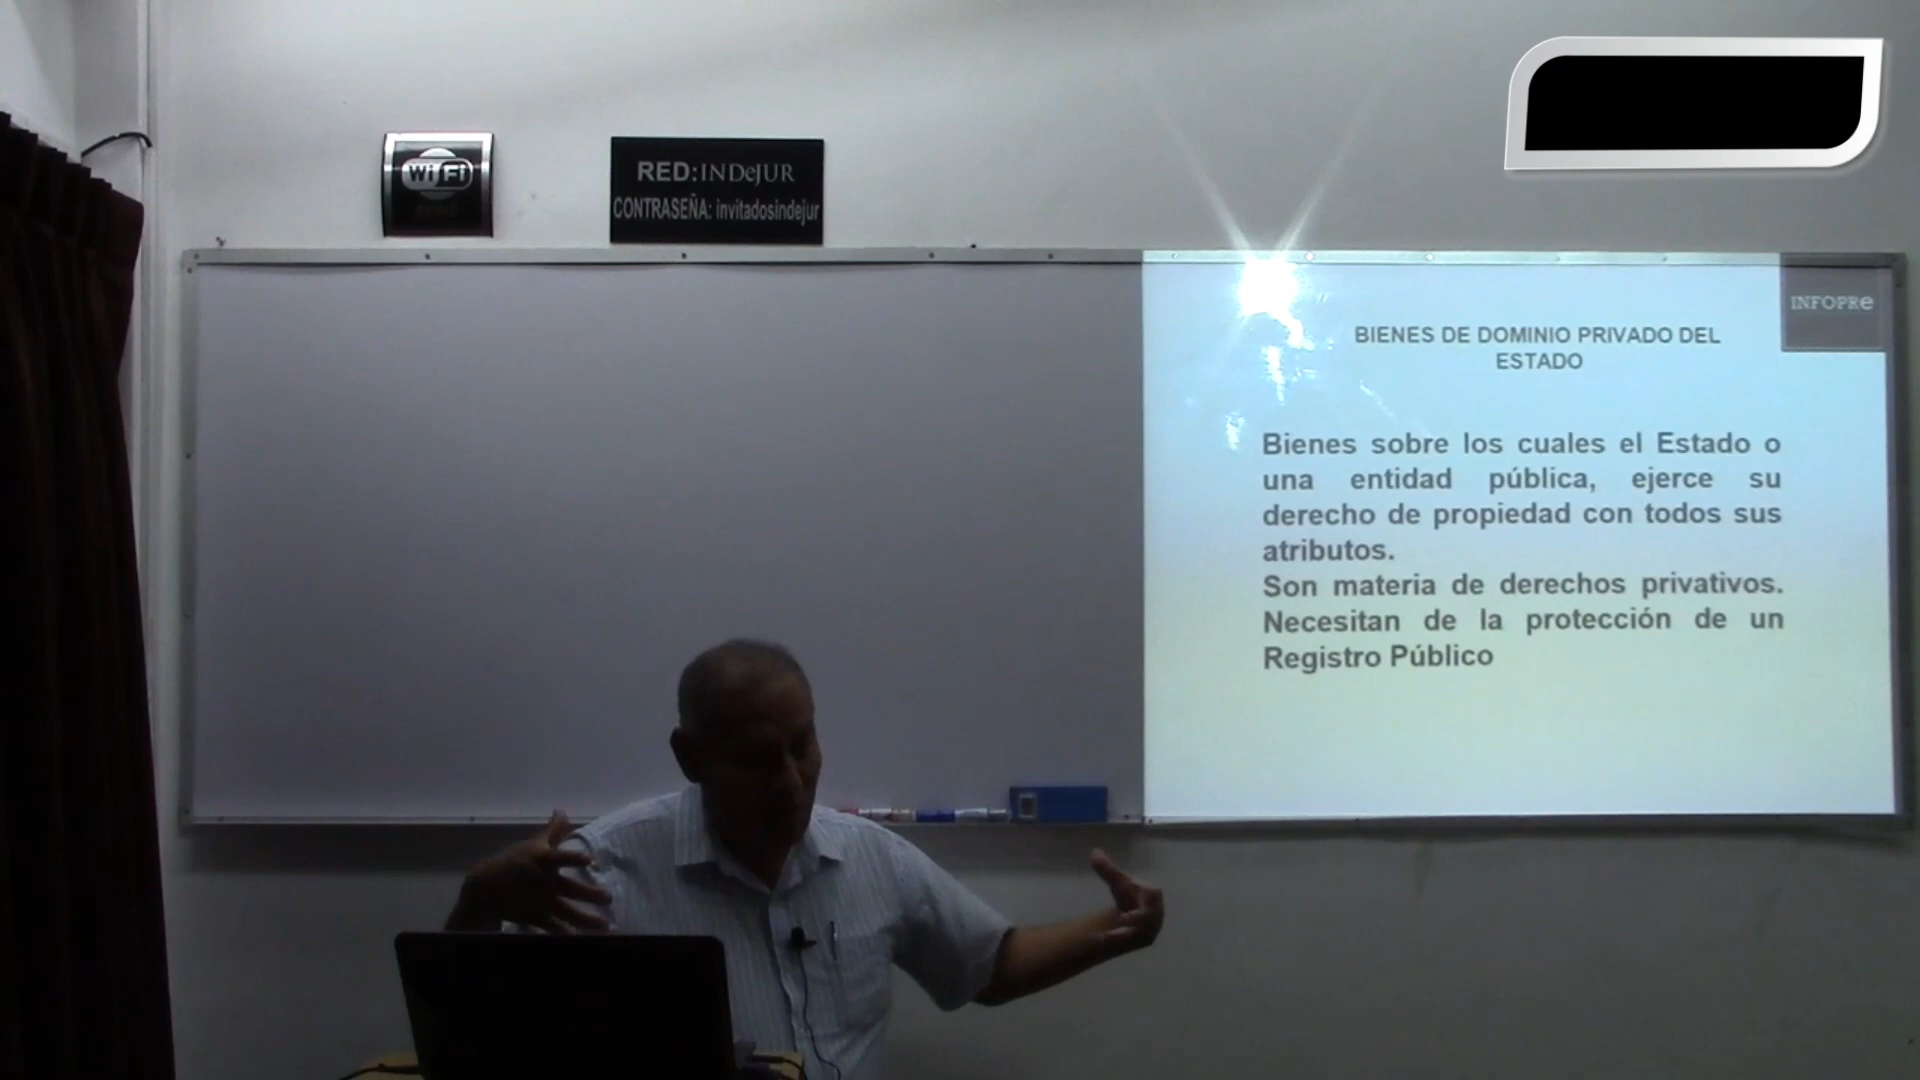 Wi Fi
RED:INDeJUR
CONTRASEÑA: invitadosindejur
INFOPRe
BIENES DE DOMINIO PRIVADO DEL
ESTADO
Bienes sobre los cuales el Estado o
una entidad pública, ejerce su
derecho de propiedad con todos sus
atributos.
Son materia de derechos privativos.
Necesitan de la protección de un
Registro Público